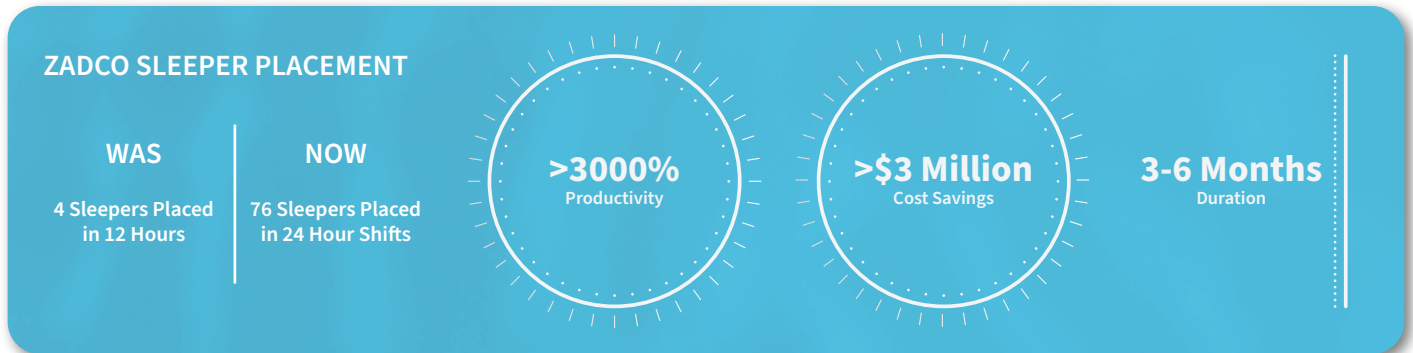 ZADCO SLEEPER PLACEMENT
WAS
4 Sleepers Placed
in 12 Hours
NOW
76 Sleepers Placed
in 24 Hour Shifts
>3000%
Productivity
>$3 Million
Cost Savings
3-6 Months
Duration